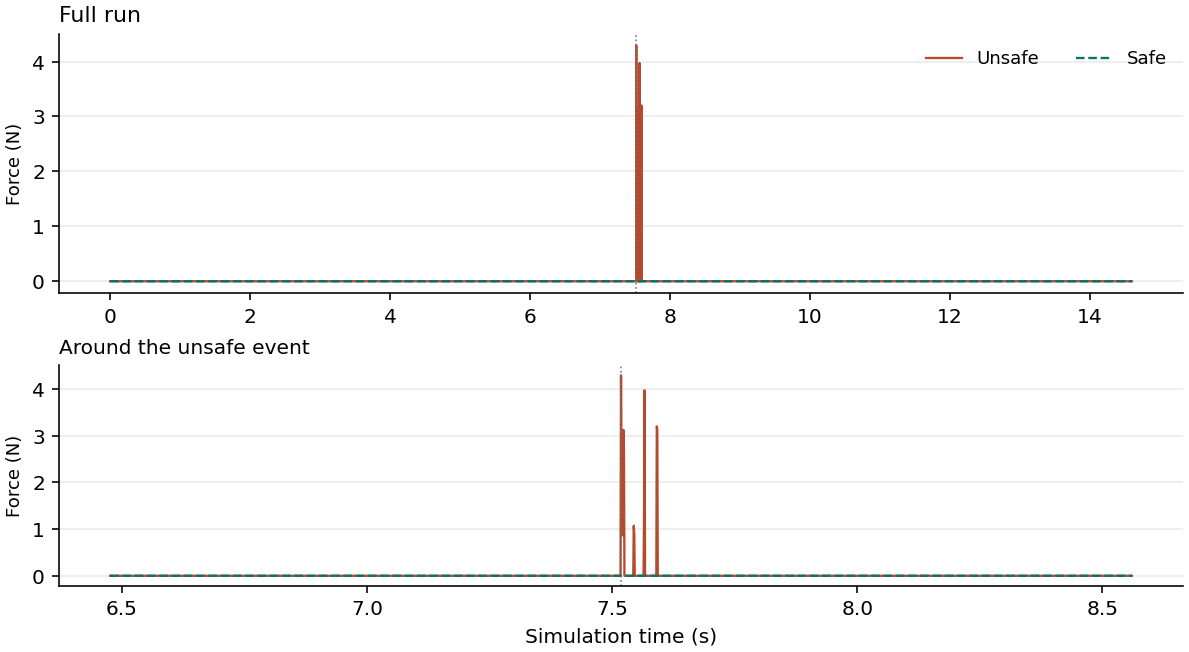 Full run
Unsafe
Safe
Force (N)
4
3
2
1
0
0 2 4 6 8 10 12 14
Around the unsafe event
Force (N)
4
3
2
1
0
6.5 7.0 7.5 8.0 8.5
Simulation time (s)